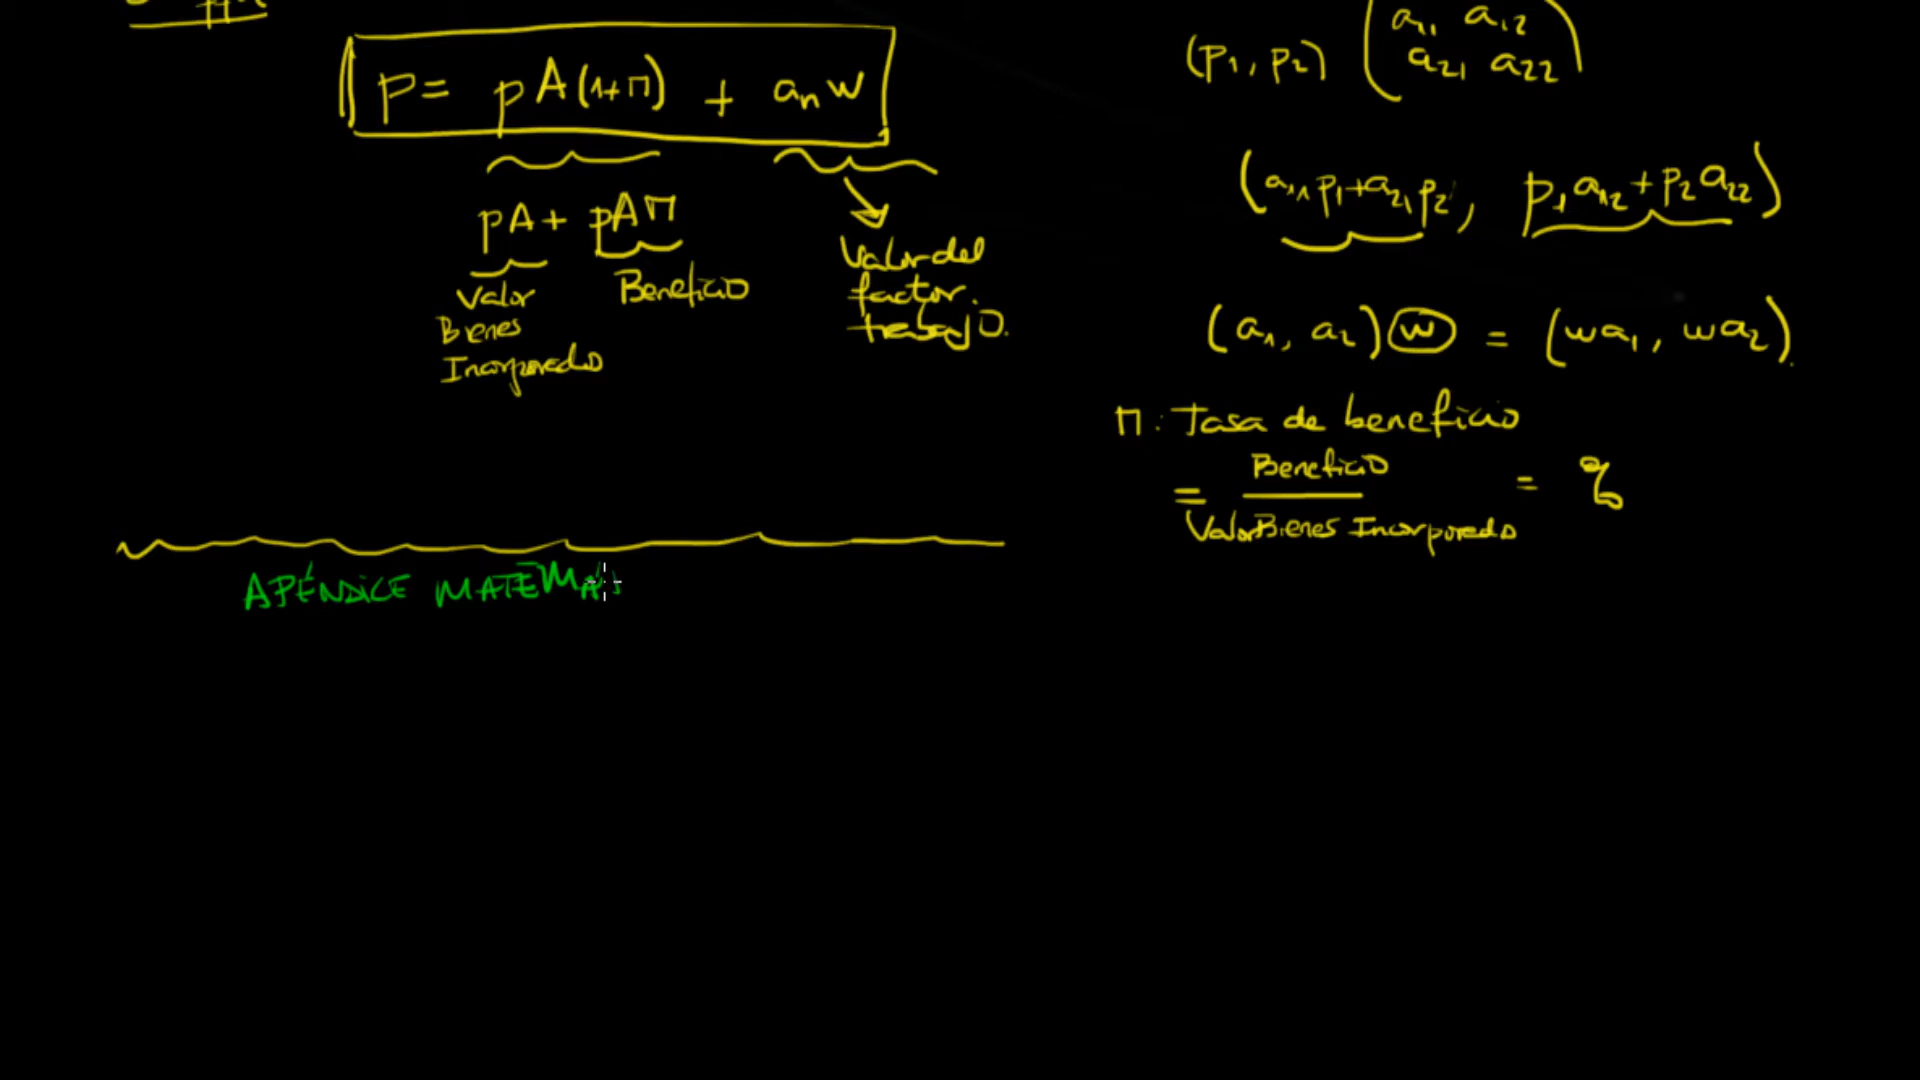 p = pA(1+Π) + aₙw
pA + pAΠ
Valor
Bienes
Incorporado
Beneficio
Valor del
factor.
trabajo.
(p₁, p₂) (a₁₁ a₁₂
a₂₁ a₂₂)
(a₁₁p₁+a₂₁p₂, p₁a₁₂+p₂a₂₂)
(a₁, a₂) w = (wa₁, wa₂).
Π: Tasa de beneficio
= Beneficio / Valor Bienes Incorporado = %
APÉNDICE MATEMÁ